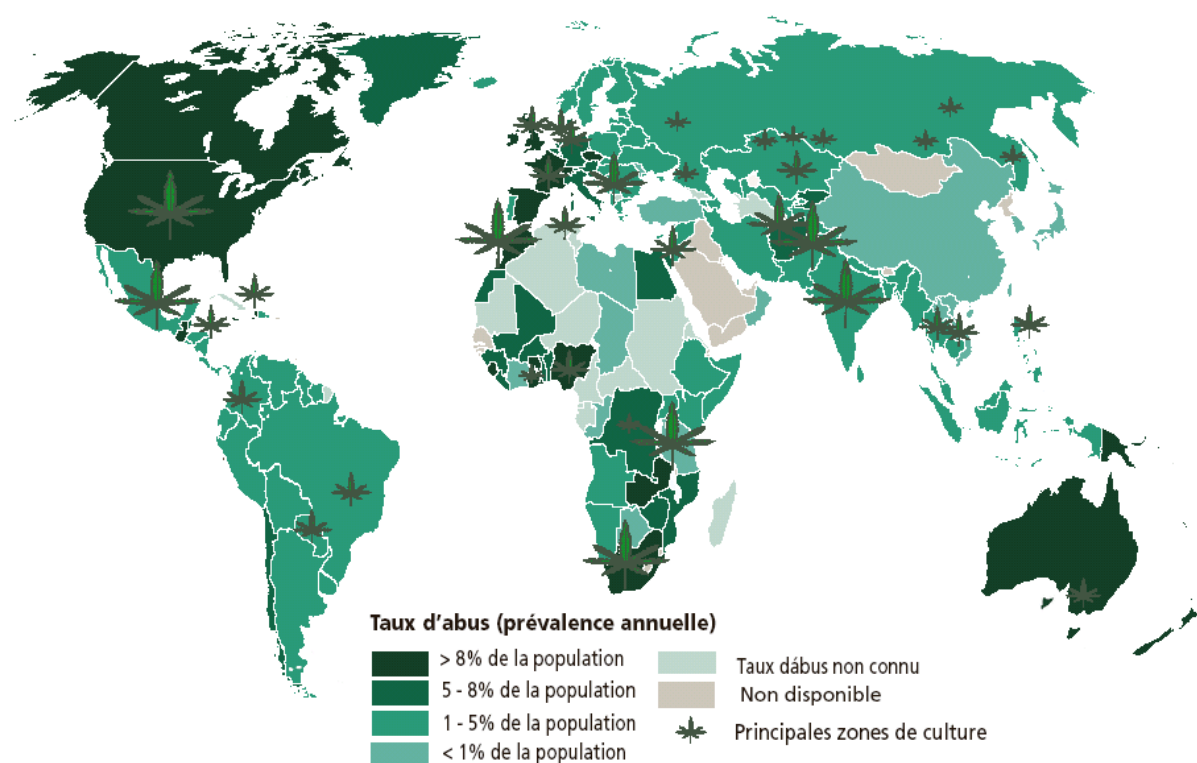 Taux d'abus (prévalence annuelle)
> 8% de la population
5 - 8% de la population
1 - 5% de la population
< 1% de la population
Taux dábus non connu
Non disponible
Principales zones de culture